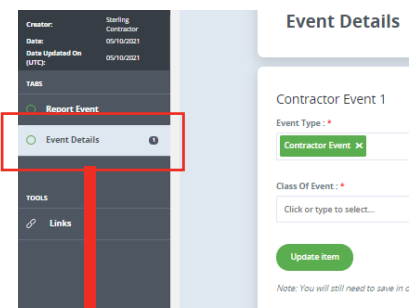 Creator: Sterling Contractor
Date: 05/10/2021
Date Updated On (UTC): 05/10/2021
TABS
Report Event
Event Details 1
TOOLS
Links
Event Details
Contractor Event 1
Event Type : *
Contractor Event ×
Class Of Event : *
Click or type to select...
Update item
Note: You will still need to save in